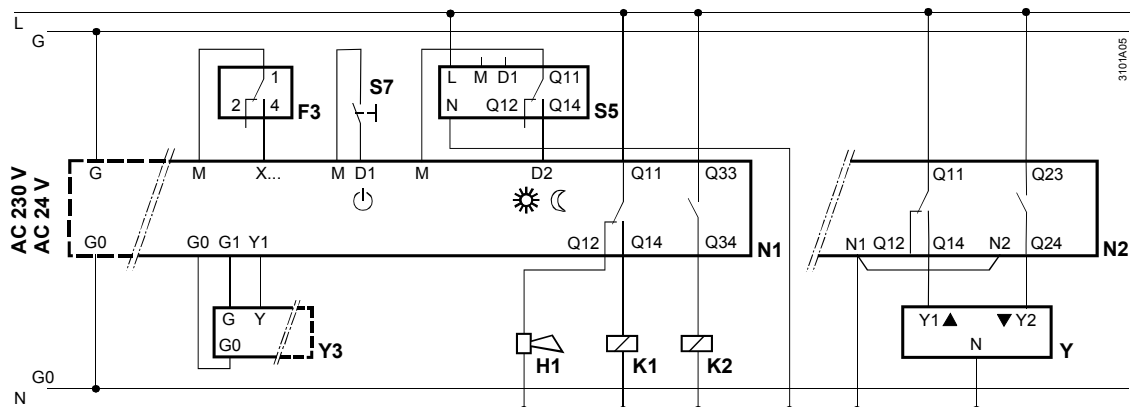 L
G
3101A05
1
2 4
F3
S7
L M D1 Q11
N Q12 Q14
S5
AC 230 V
AC 24 V
G M X... M D1 M D2 Q11 Q33
G0 G0 G1 Y1 Q12 Q14 Q34
N1
Q11 Q23
N1 Q12 Q14 N2 Q24
N2
G Y
G0
Y3
H1
K1
K2
Y1 Y2
N
Y
G0
N